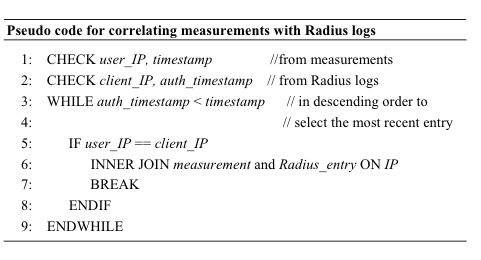 Pseudo code for correlating measurements with Radius logs
1: CHECK user_IP, timestamp //from measurements
2: CHECK client_IP, auth_timestamp // from Radius logs
3: WHILE auth_timestamp < timestamp // in descending order to
4: // select the most recent entry
5: IF user_IP == client_IP
6: INNER JOIN measurement and Radius_entry ON IP
7: BREAK
8: ENDIF
9: ENDWHILE